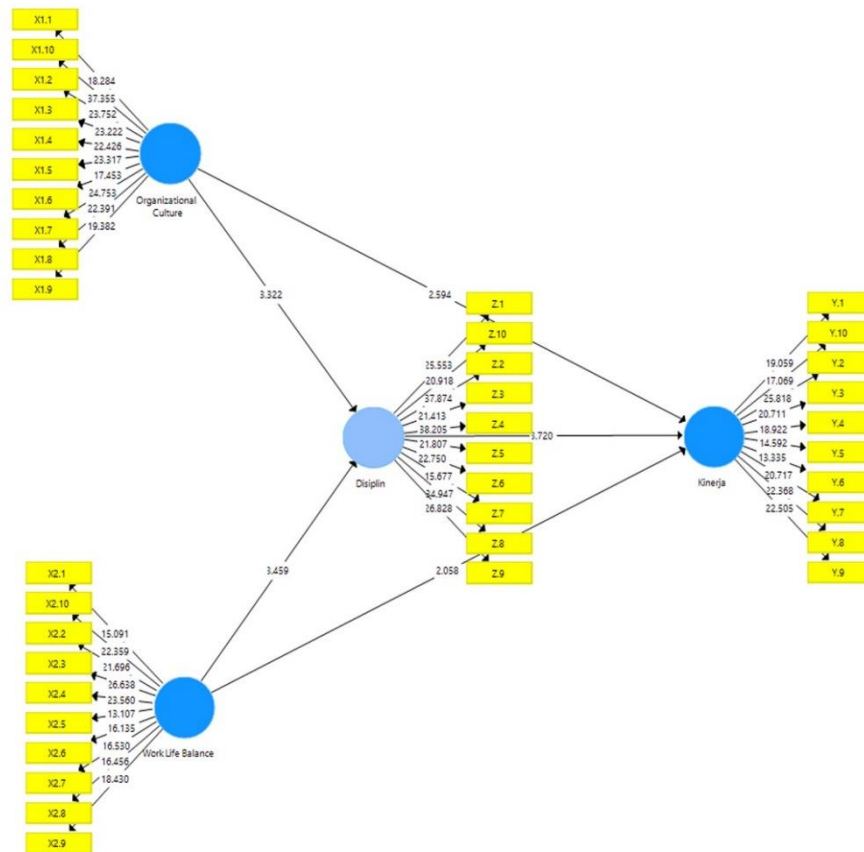 X1.1
X1.10
X1.2
X1.3
X1.4
X1.5
X1.6
X1.7
X1.8
X1.9
18.284
37.355
23.752
23.222
22.426
23.317
17.453
24.753
22.391
19.382
Organizational
Culture
3.322
2.594
Z.1
Z.10
Z.2
Z.3
Z.4
Z.5
Z.6
Z.7
Z.8
Z.9
25.553
20.918
37.874
21.413
38.205
21.807
22.750
15.677
26.828
Disiplin
3.720
Y.1
Y.10
Y.2
Y.3
Y.4
Y.5
Y.6
Y.7
Y.8
Y.9
19.059
17.069
25.818
20.711
18.922
14.592
13.335
20.717
22.368
22.505
Kinerja
3.459
2.058
X2.1
X2.10
X2.2
X2.3
X2.4
X2.5
X2.6
X2.7
X2.8
X2.9
15.091
22.359
21.696
26.638
23.560
13.107
16.135
16.530
16.456
18.430
Work Life Balance